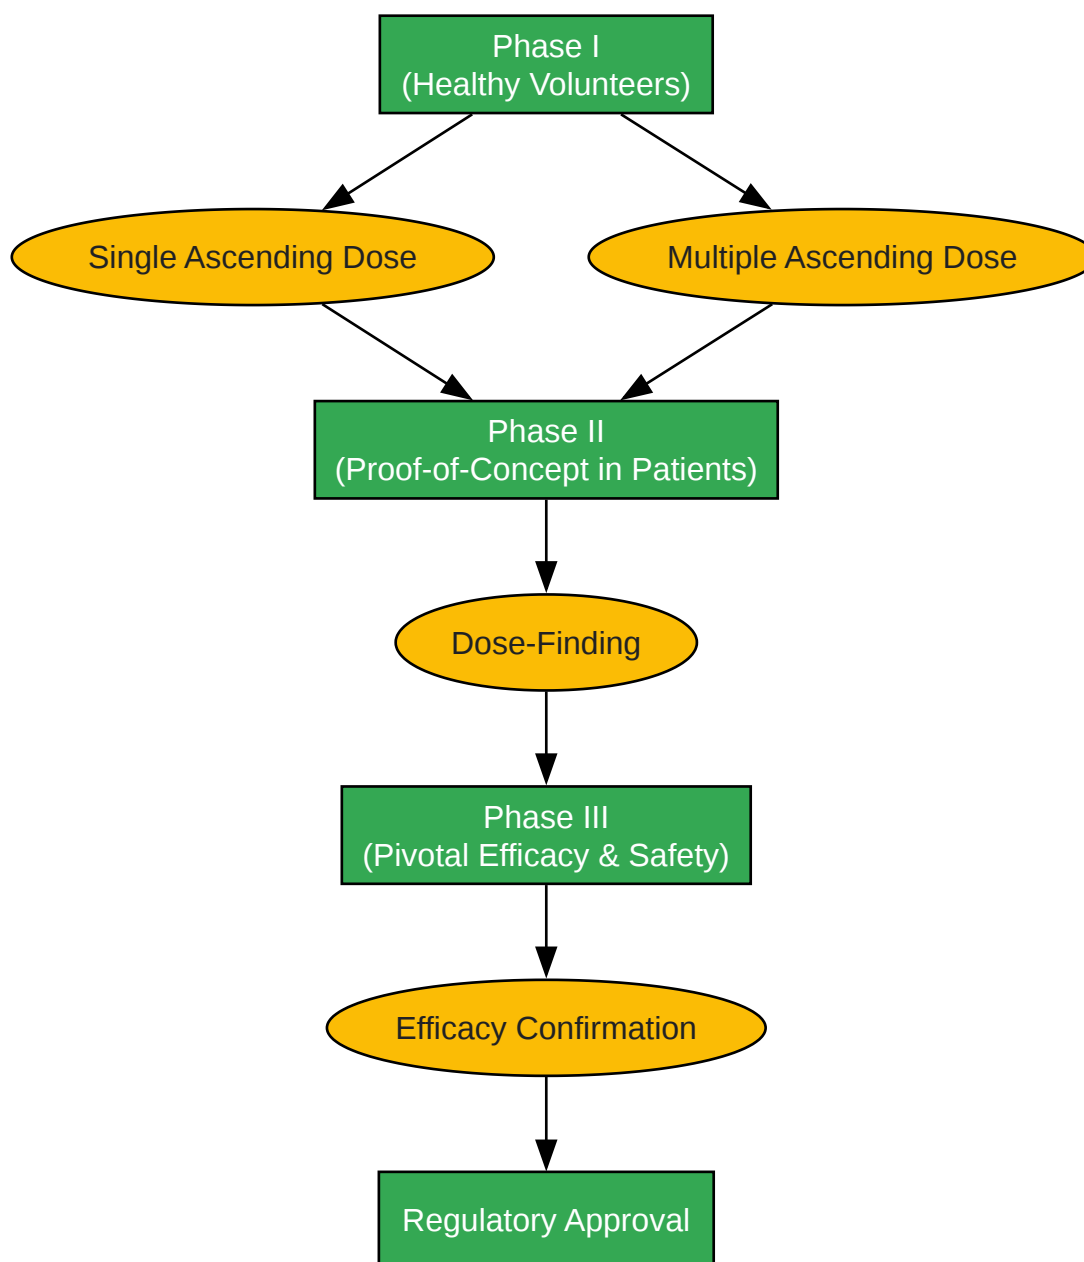 Phase I
(Healthy Volunteers)
Single Ascending Dose
Multiple Ascending Dose
Phase II
(Proof-of-Concept in Patients)
Dose-Finding
Phase III
(Pivotal Efficacy & Safety)
Efficacy Confirmation
Regulatory Approval